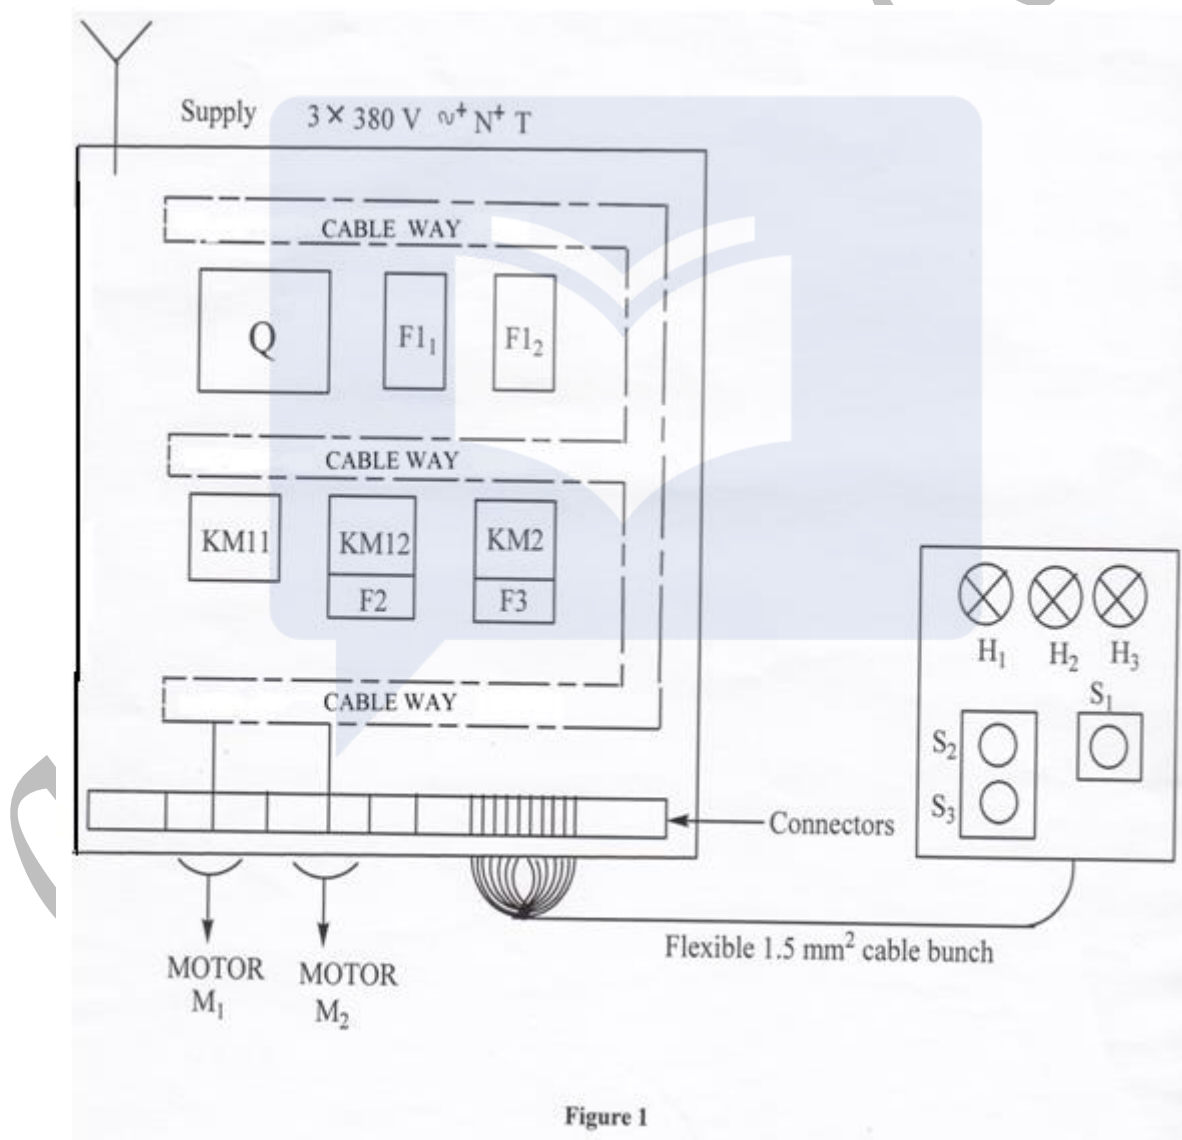 Supply 3 × 380 V ∿⁺ N⁺ T
CABLE WAY
Q F1₁ F1₂
CABLE WAY
KM11 KM12 KM2
F2 F3
H₁ H₂ H₃
CABLE WAY
S₁
S₂
S₃
Connectors
Flexible 1.5 mm² cable bunch
MOTOR M₁
MOTOR M₂
Figure 1